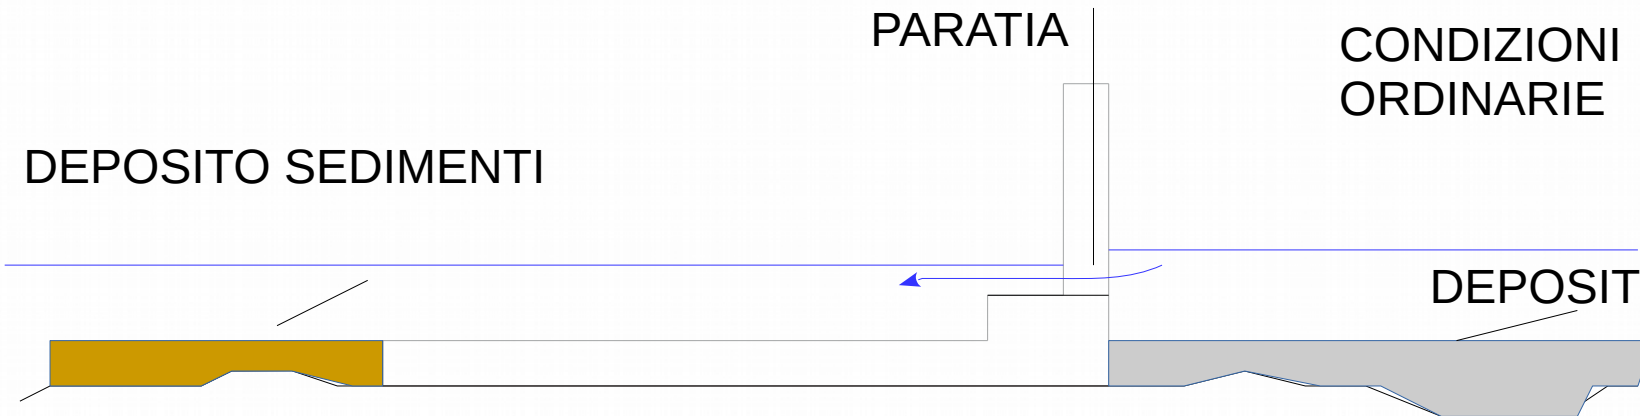 PARATIA
CONDIZIONI
ORDINARIE
DEPOSITO SEDIMENTI
DEPOSIT